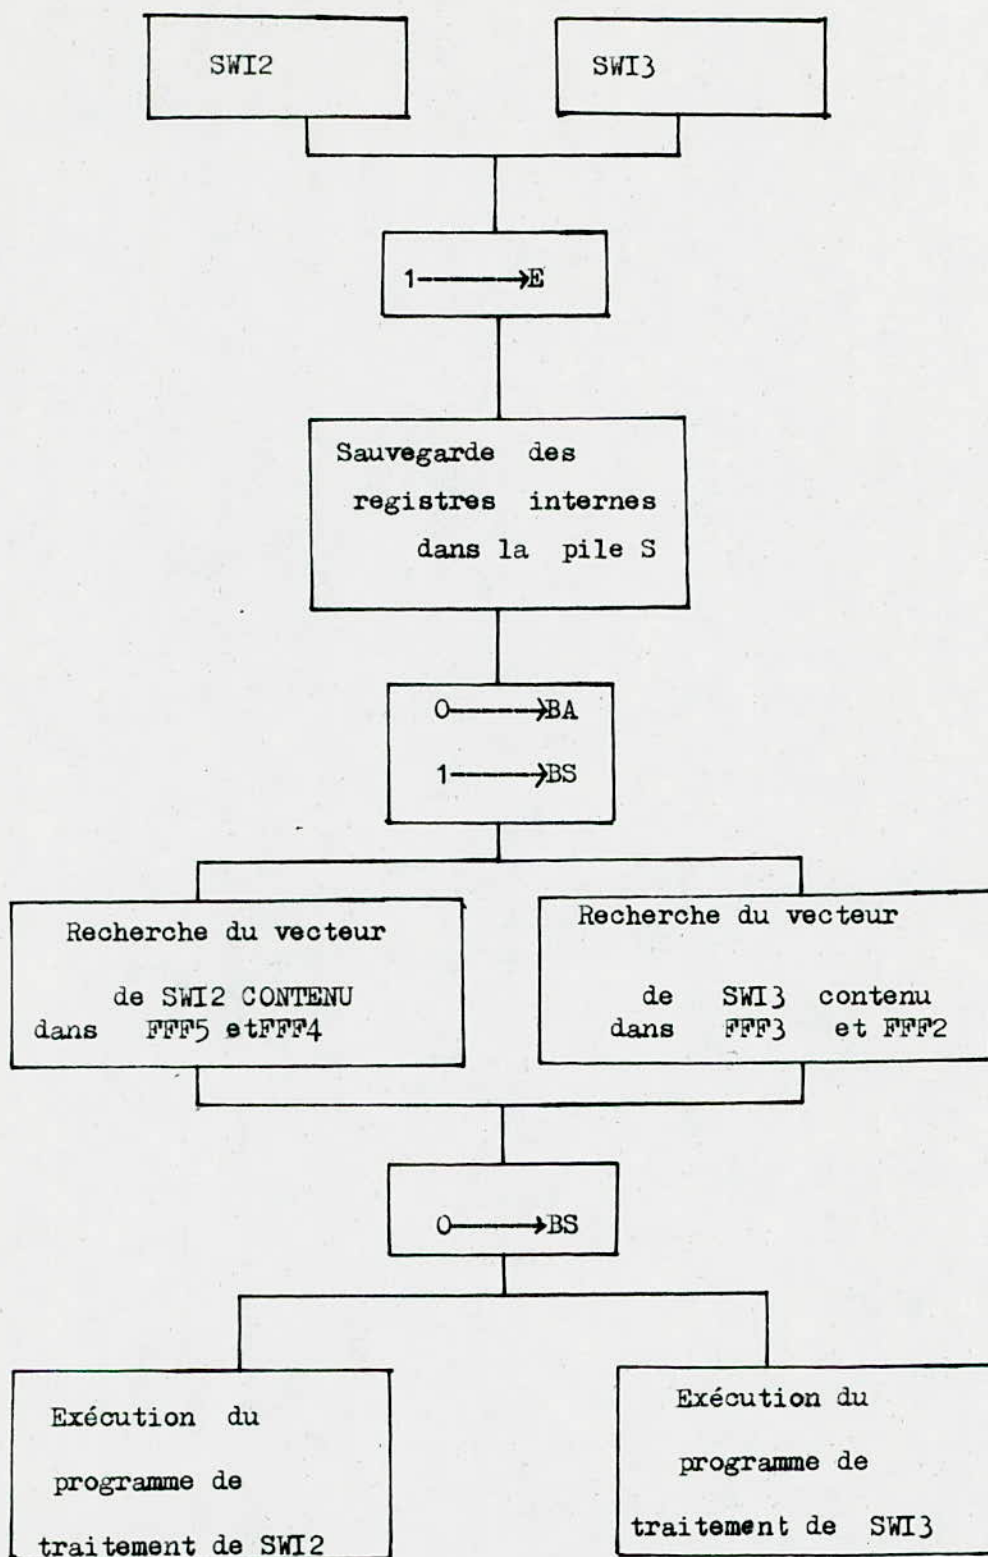 SWI2
SWI3
1------->E
Sauvegarde des
registres internes
dans la pile S
0------->BA
1------->BS
Recherche du vecteur
de SWI2 CONTENU
dans FFF5 etFFF4
Recherche du vecteur
de SWI3 contenu
dans FFF3 et FFF2
0------->BS
Exécution du
programme de
traitement de SWI2
Exécution du
programme de
traitement de SWI3